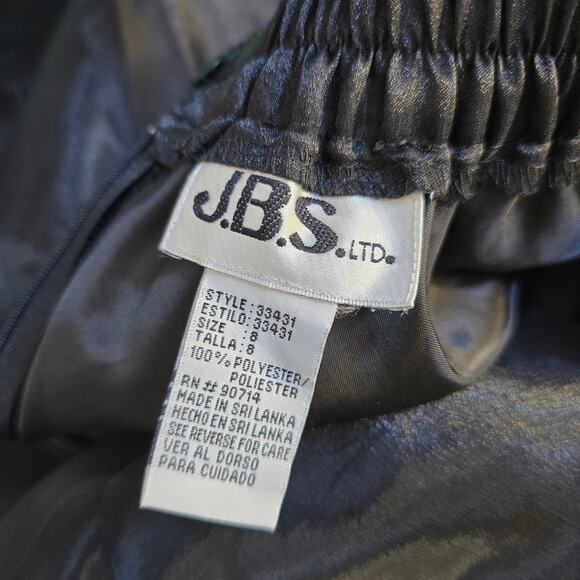 J.B.S. LTD.
STYLE:33431
ESTILO:33431
SIZE :8
TALLA:8
100% POLYESTER/
POLIESTER
RN # 90714
MADE IN SRI LANKA
HECHO EN SRI LANKA
SEE REVERSE FOR CARE
VER AL DORSO
PARA CUIDADO